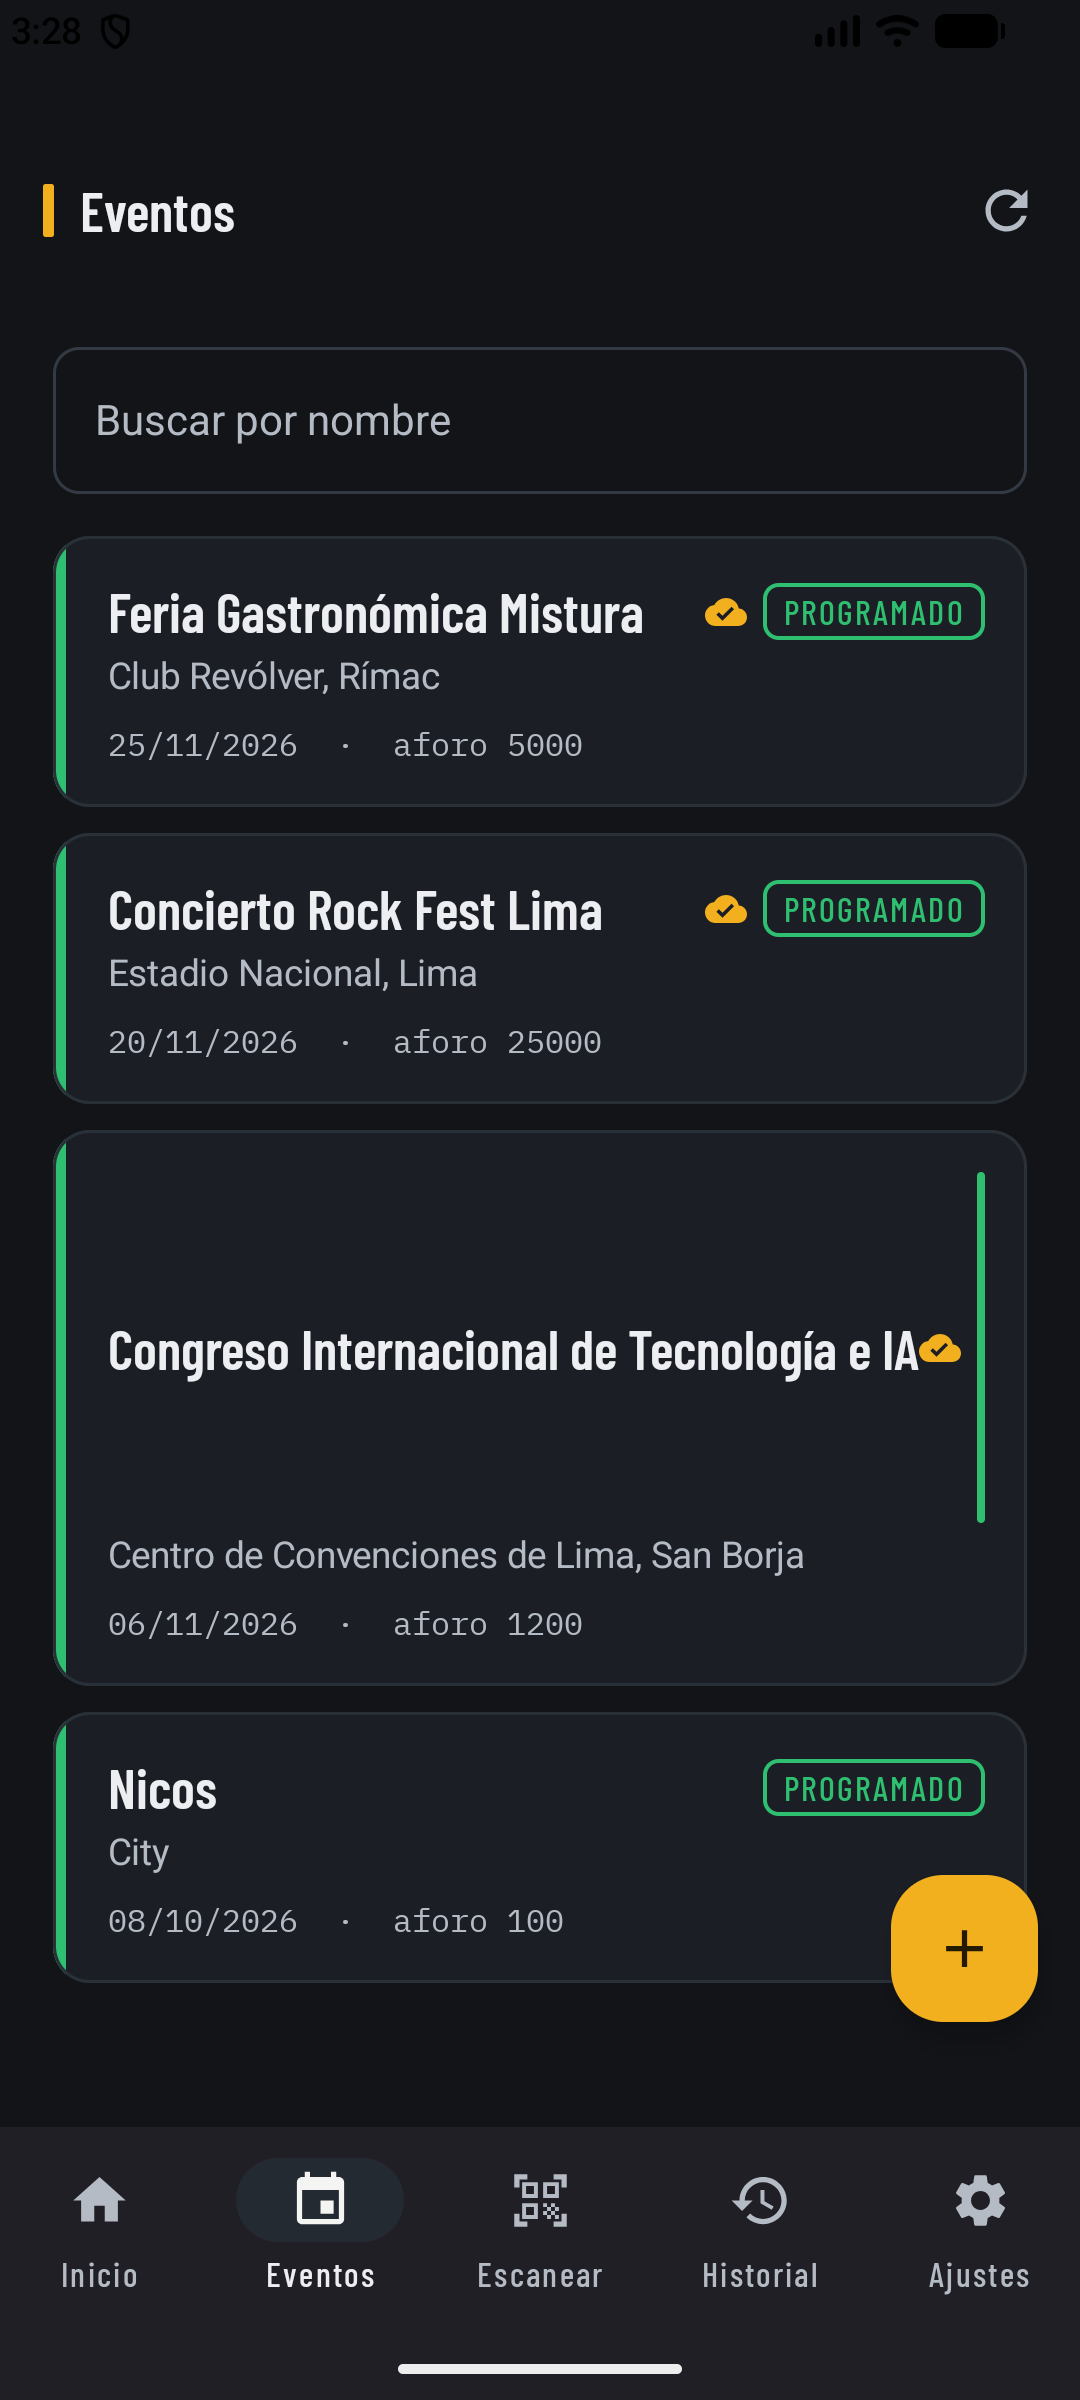 3:28
Eventos
Buscar por nombre
Feria Gastronómica Mistura PROGRAMADO
Club Revólver, Rímac
25/11/2026 · aforo 5000
Concierto Rock Fest Lima PROGRAMADO
Estadio Nacional, Lima
20/11/2026 · aforo 25000
Congreso Internacional de Tecnología e IA
Centro de Convenciones de Lima, San Borja
06/11/2026 · aforo 1200
Nicos PROGRAMADO
City
08/10/2026 · aforo 100
Inicio Eventos Escanear Historial Ajustes